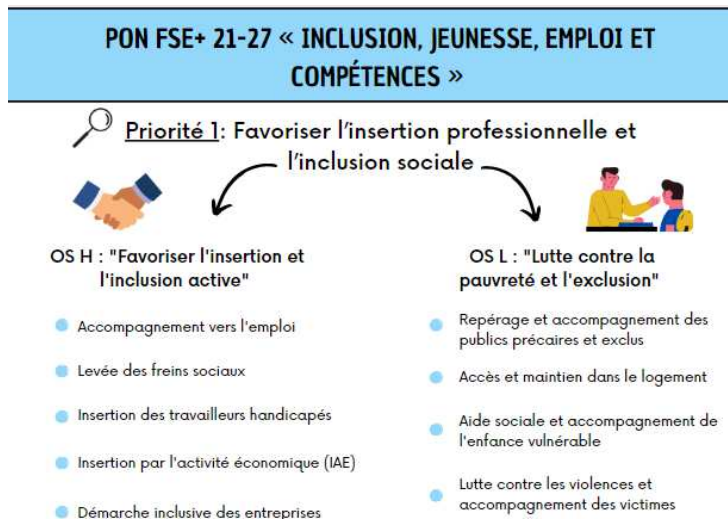 PON FSE+ 21-27 « INCLUSION, JEUNESSE, EMPLOI ET
COMPÉTENCES »
Priorité 1: Favoriser l'insertion professionnelle et
l'inclusion sociale
OS H : "Favoriser l'insertion et
l'inclusion active"
Accompagnement vers l'emploi
Levée des freins sociaux
Insertion des travailleurs handicapés
Insertion par l'activité économique (IAE)
Démarche inclusive des entreprises
OS L : "Lutte contre la
pauvreté et l'exclusion"
Repérage et accompagnement des
publics précaires et exclus
Accès et maintien dans le logement
Aide sociale et accompagnement de
l'enfance vulnérable
Lutte contre les violences et
accompagnement des victimes